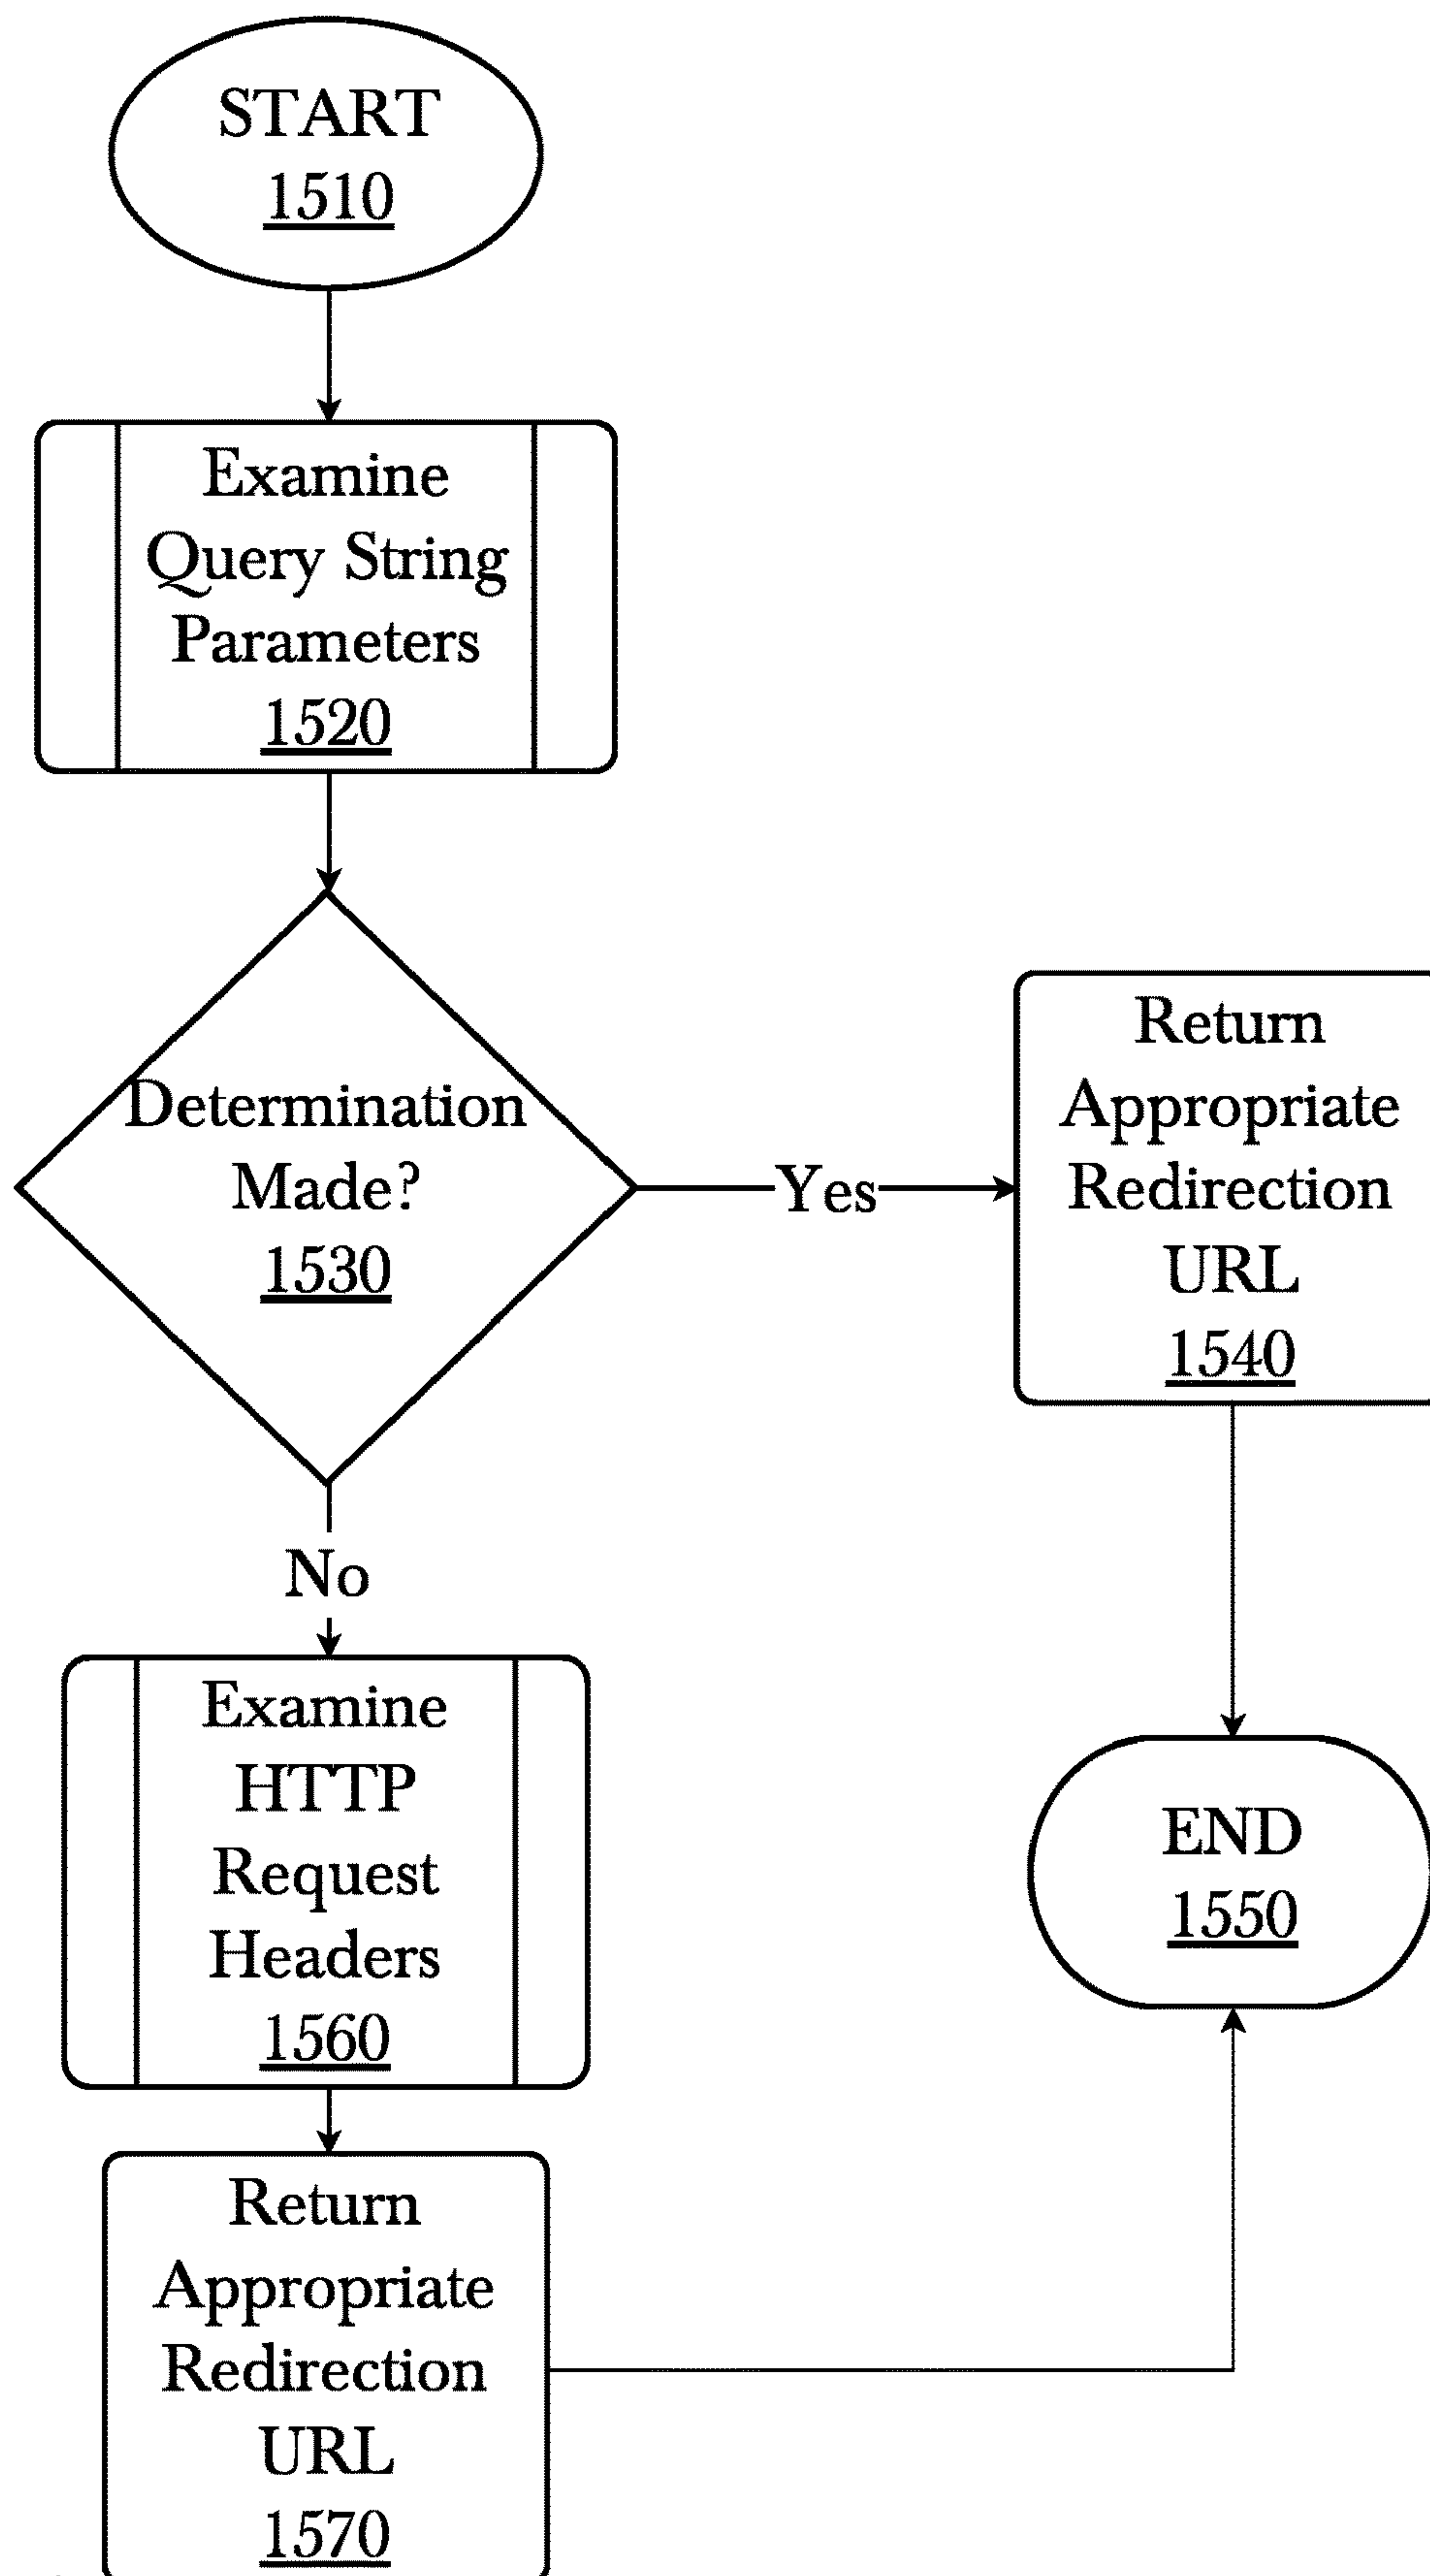 START
1510
Examine
Query String
Parameters
1520
Determination
Made?
1530
Yes
Return
Appropriate
Redirection
URL
1540
No
Examine
HTTP
Request
Headers
1560
END
1550
Return
Appropriate
Redirection
URL
1570